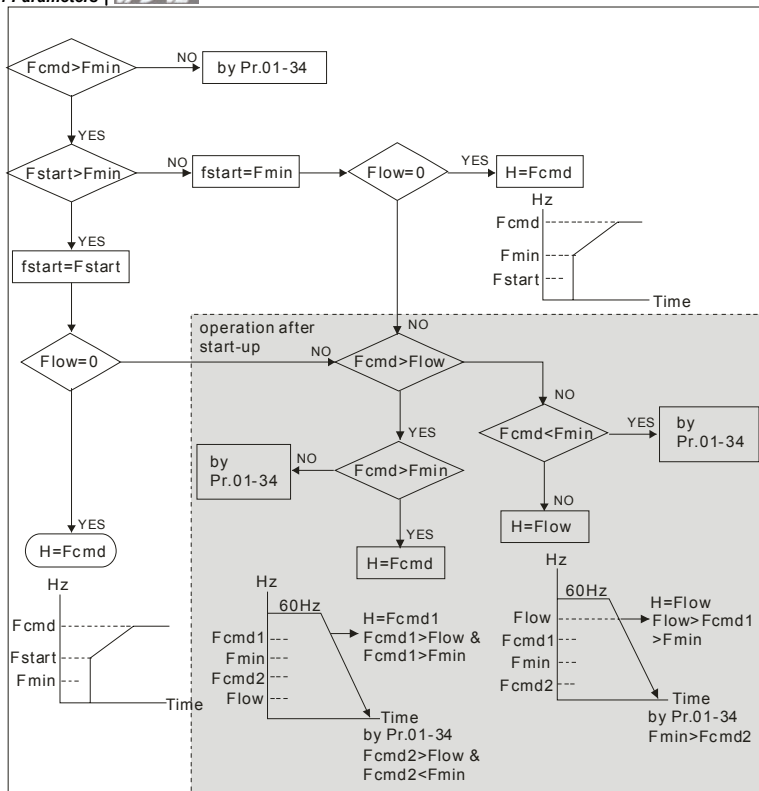 Parameters |
Fcmd>Fmin
NO
by Pr.01-34
YES
Fstart>Fmin
NO
fstart=Fmin
Flow=0
YES
H=Fcmd
Hz
Fcmd
Fmin
Fstart
Time
YES
fstart=Fstart
NO
operation after
start-up
Flow=0
NO
Fcmd>Flow
NO
YES
Fcmd<Fmin
YES
by
Pr.01-34
by
Pr.01-34
NO
Fcmd>Fmin
NO
H=Flow
YES
H=Fcmd
YES
H=Fcmd
Hz
Fcmd
Fstart
Fmin
Time
Hz
60Hz
H=Fcmd1
Fcmd1>Flow &
Fcmd1>Fmin
Fcmd1
Fmin
Fcmd2
Flow
Time
by Pr.01-34
Fcmd2>Flow &
Fcmd2<Fmin
Hz
60Hz
H=Flow
Flow>Fcmd1
>Fmin
Flow
Fcmd1
Fmin
Fcmd2
Time
by Pr.01-34
Fmin>Fcmd2